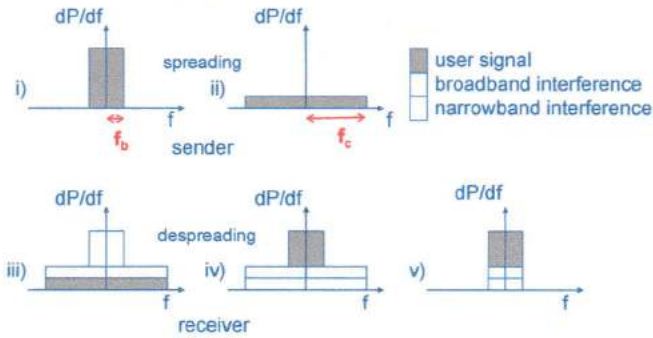 dP/df
dP/df
user signal
spreading
broadband interference
i)
ii)
narrowband interference
f
f
f_b
f_c
sender
dP/df
dP/df
dP/df
despreading
iii)
iv)
v)
f
f
f
receiver